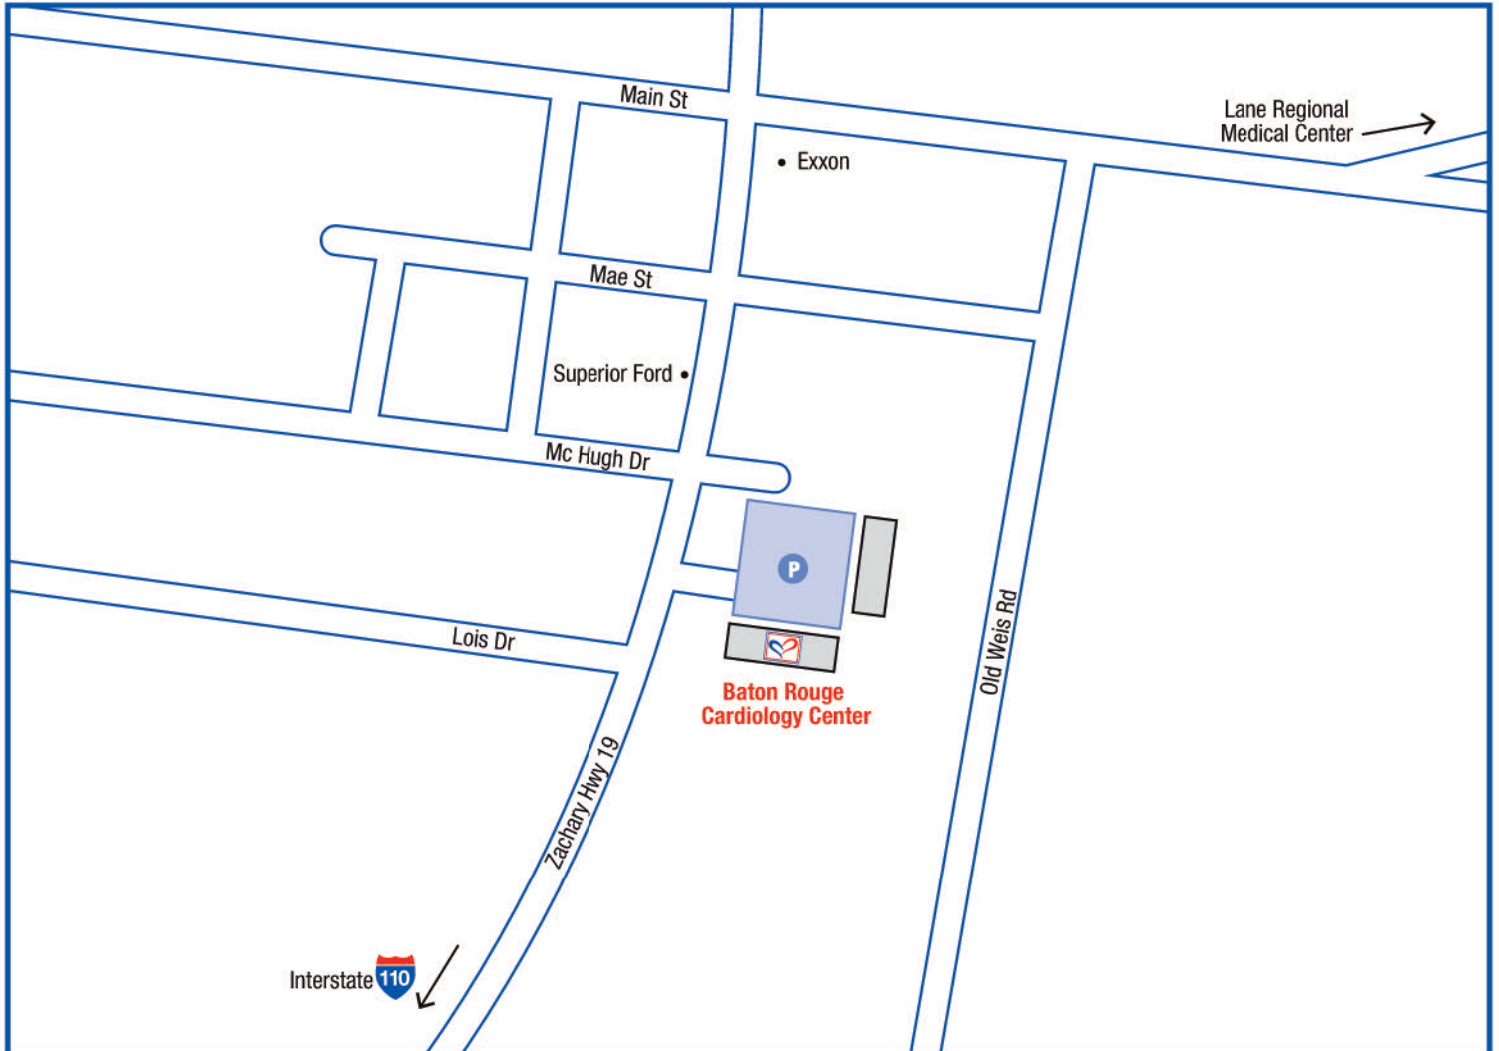 Main St
Lane Regional
Medical Center
Exxon
Mae St
Superior Ford
Mc Hugh Dr
P
Old Weis Rd
Lois Dr
Baton Rouge
Cardiology Center
Zachary Hwy 19
Interstate 110